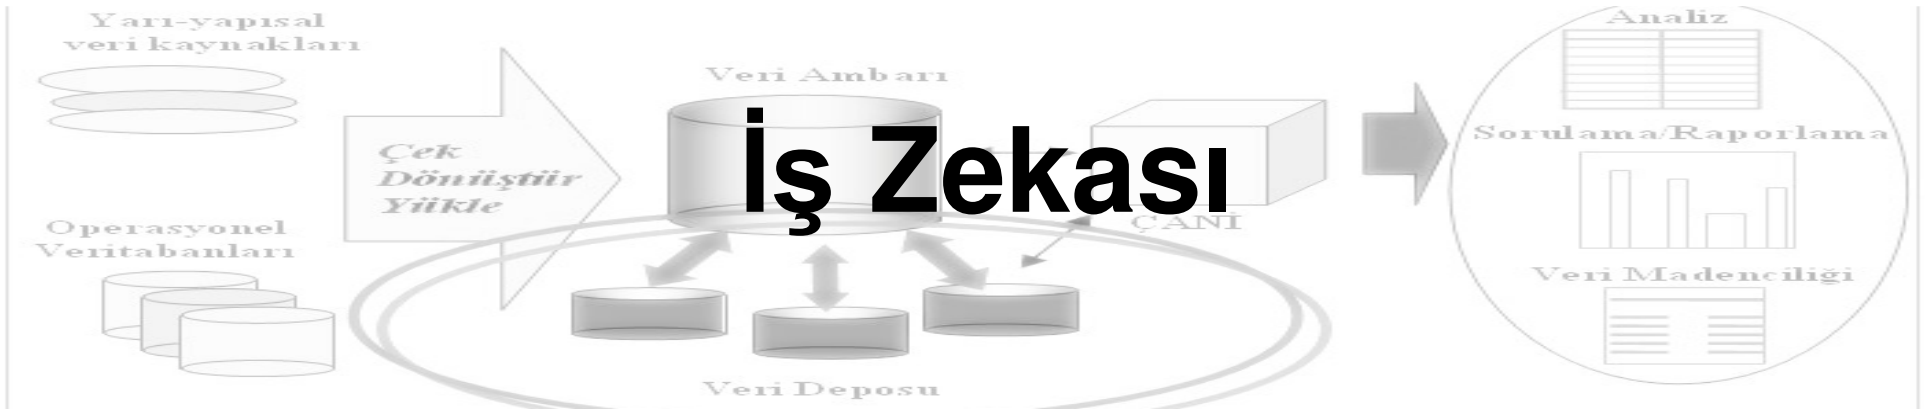 Yarı-yapısal
veri kaynakları
Operasyonel
Veritabanları
Çek
Dönüştür
Yükle
Veri Ambarı
İş Zekası
ÇANİ
Veri Deposu
Analiz
Sorulama/Raporlama
Veri Madenciliği